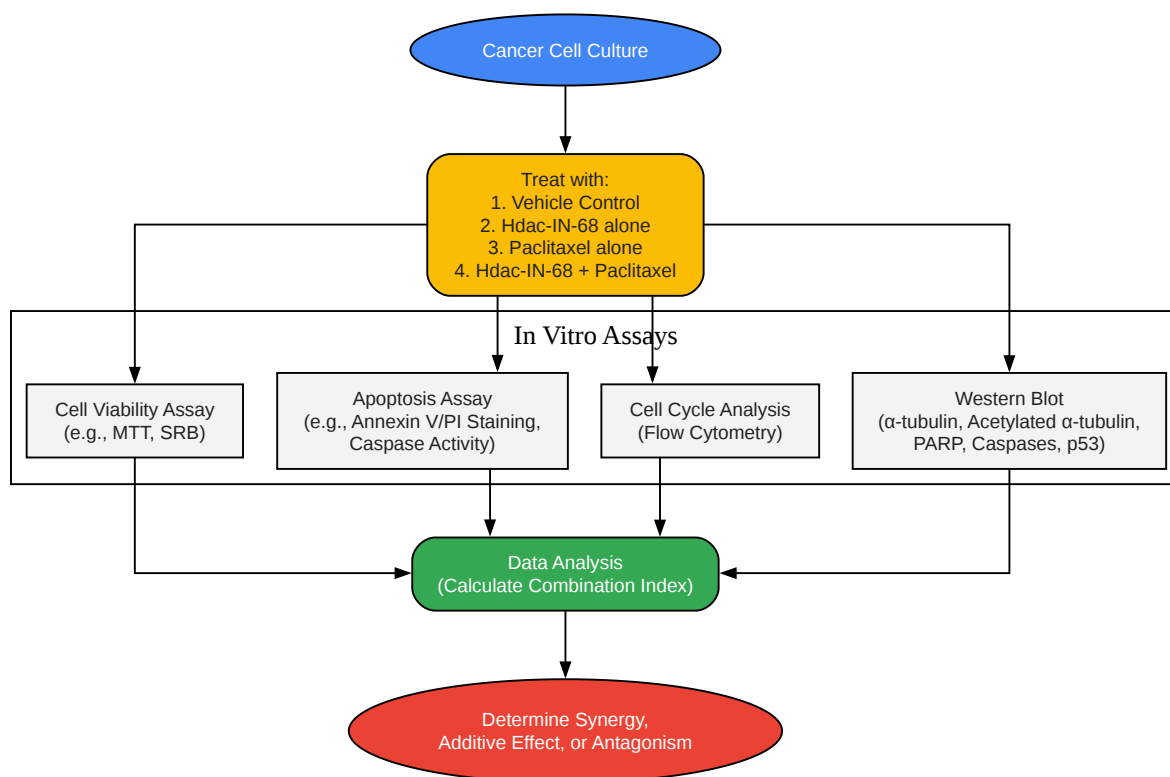 Cancer Cell Culture
Treat with:
1. Vehicle Control
2. Hdac-IN-68 alone
3. Paclitaxel alone
4. Hdac-IN-68 + Paclitaxel
In Vitro Assays
Cell Viability Assay
(e.g., MTT, SRB)
Apoptosis Assay
(e.g., Annexin V/PI Staining,
Caspase Activity)
Cell Cycle Analysis
(Flow Cytometry)
Western Blot
(α-tubulin, Acetylated α-tubulin,
PARP, Caspases, p53)
Data Analysis
(Calculate Combination Index)
Determine Synergy,
Additive Effect, or Antagonism